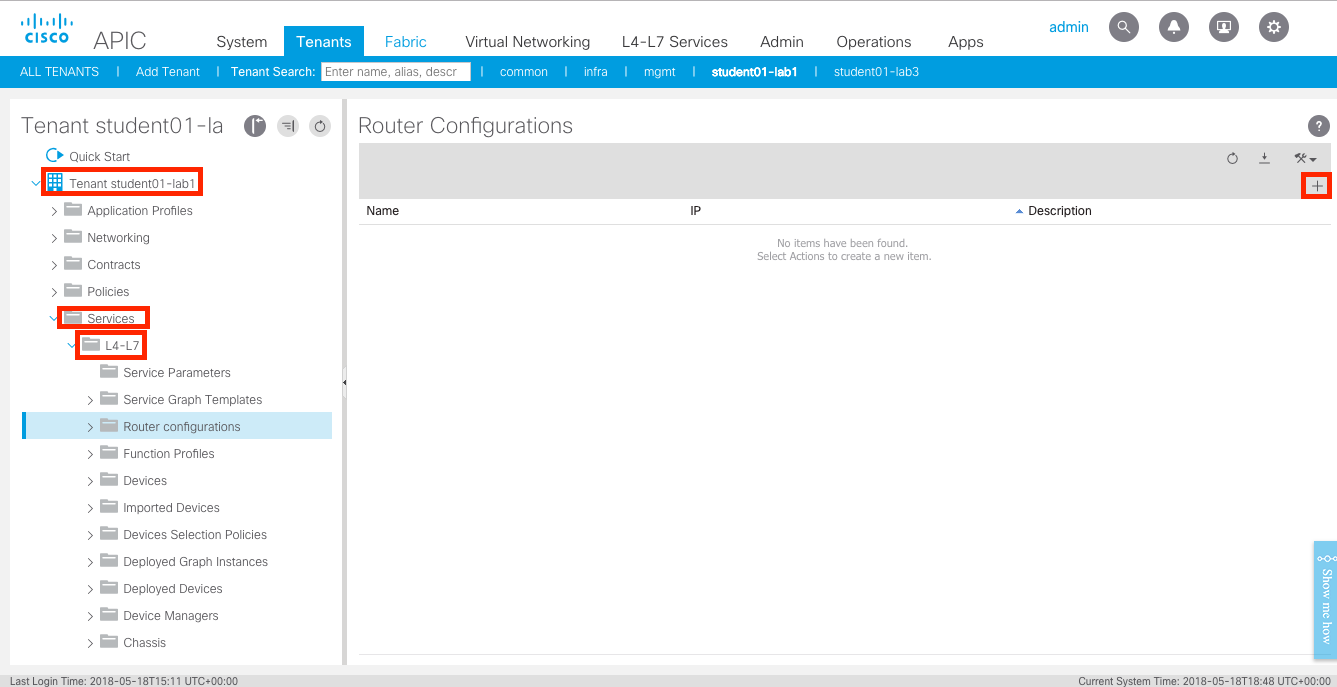 cisco
APIC
System Tenants Fabric Virtual Networking L4-L7 Services Admin Operations Apps
admin
ALL TENANTS | Add Tenant | Tenant Search: Enter name, alias, descr | common | infra | mgmt | student01-lab1 | student01-lab3
Tenant student01-la
Quick Start
Tenant student01-lab1
Application Profiles
Networking
Contracts
Policies
Services
L4-L7
Service Parameters
Service Graph Templates
Router configurations
Function Profiles
Devices
Imported Devices
Devices Selection Policies
Deployed Graph Instances
Deployed Devices
Device Managers
Chassis
Router Configurations
?
+
Name IP Description
No items have been found.
Select Actions to create a new item.
Show me how
Last Login Time: 2018-05-18T15:11 UTC+00:00
Current System Time: 2018-05-18T18:48 UTC+00:00